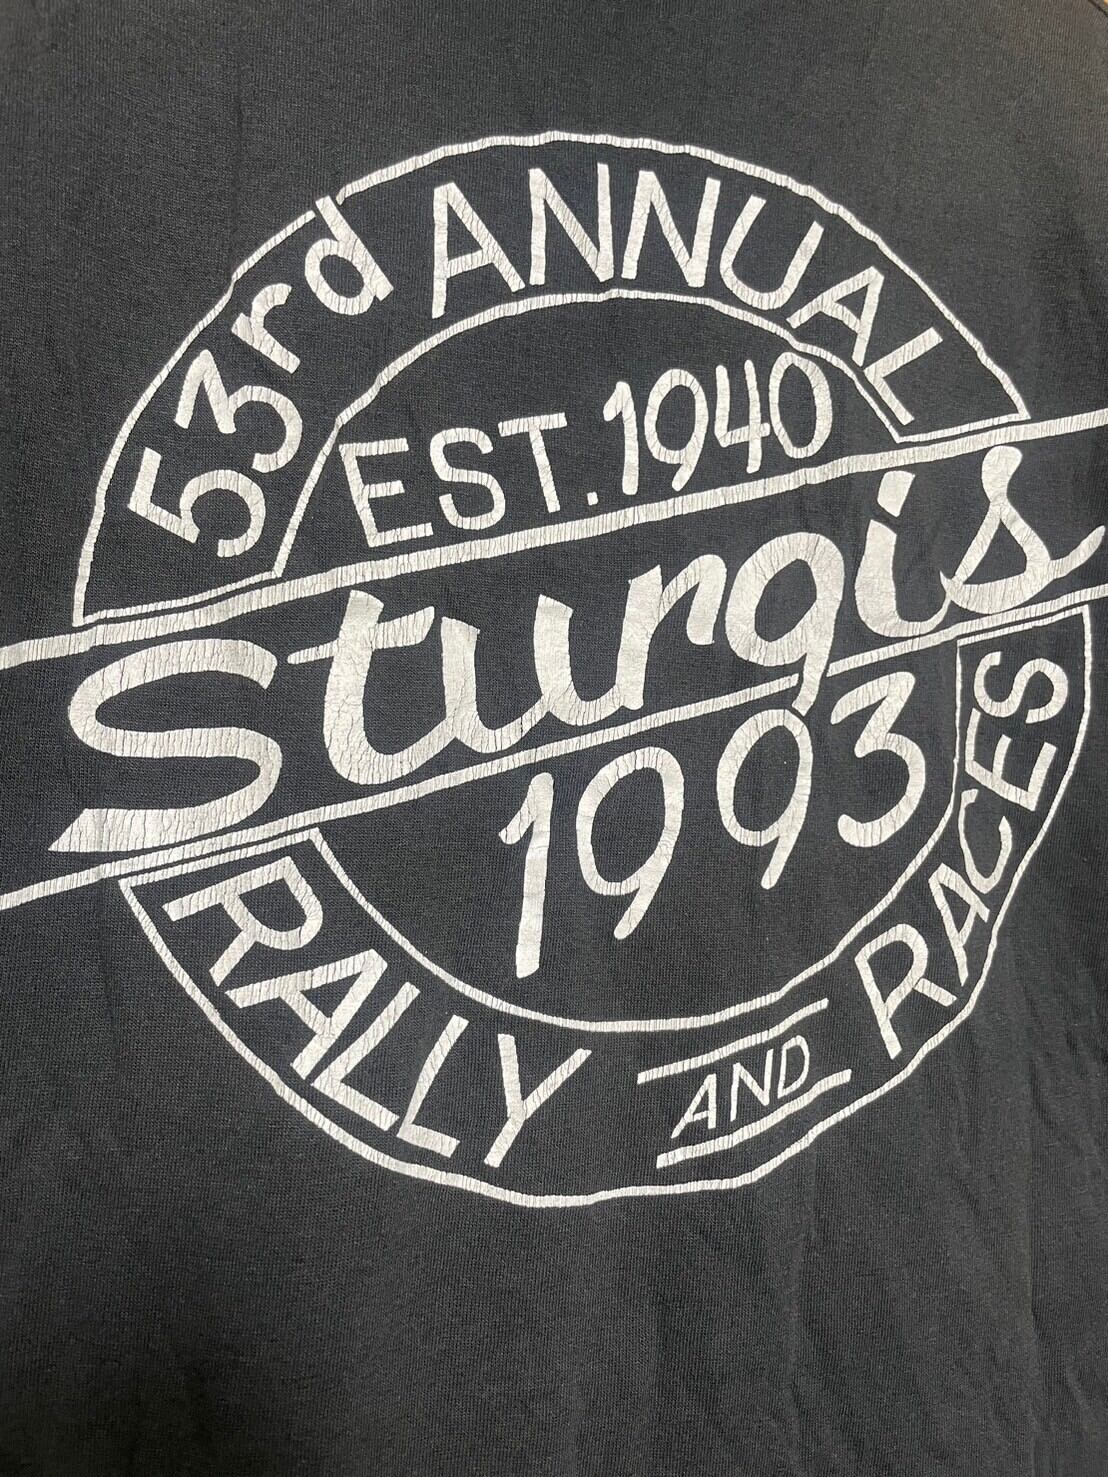 53rd ANNUAL
EST. 1940
Sturgis
1993
RALLY AND RACES